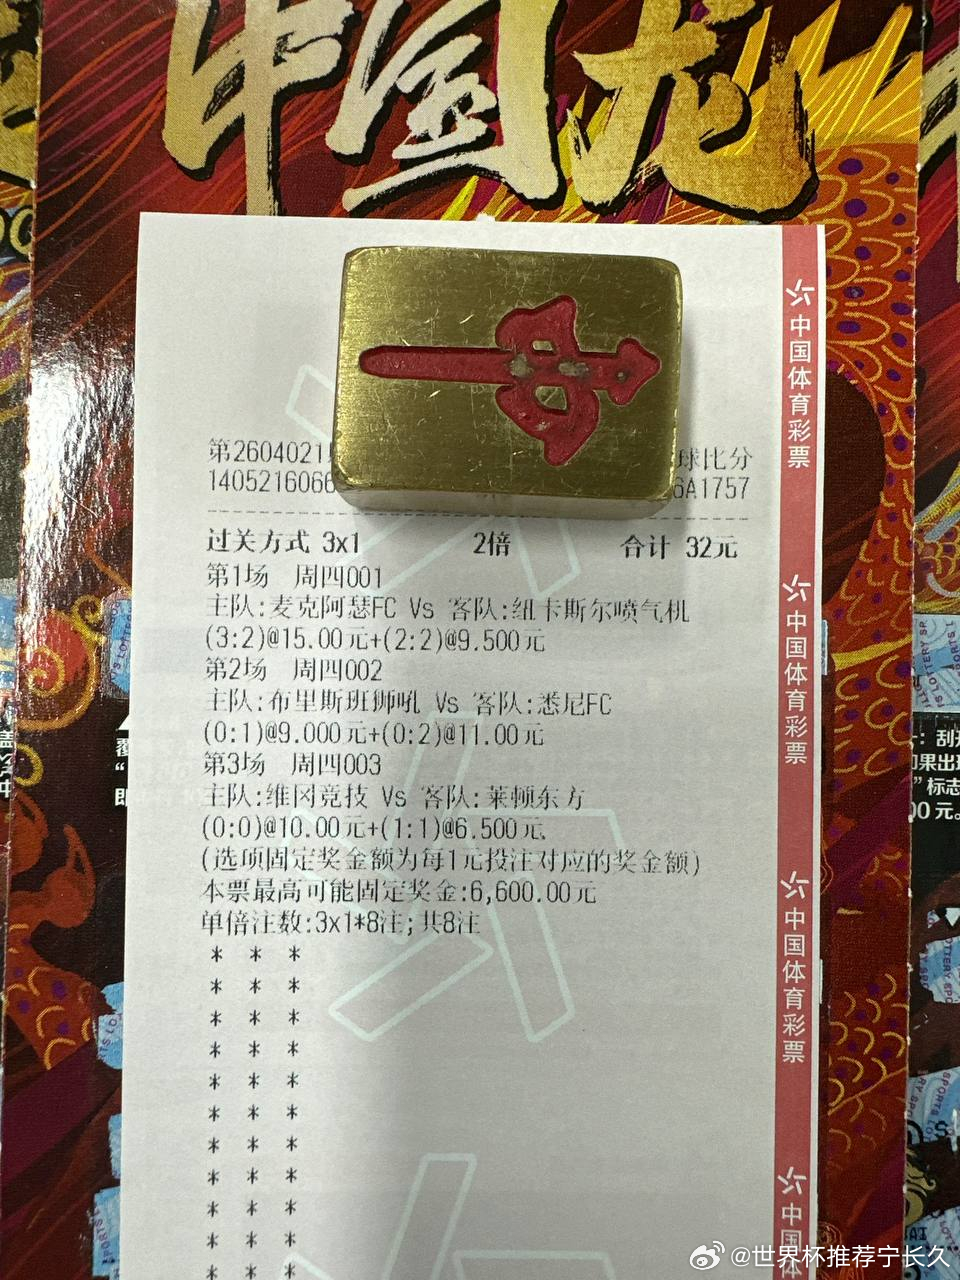 中国龙
第2604021
球比分
1405216066
6A1757
过关方式 3x1 2倍 合计 32元
第1场 周四001
主队:麦克阿瑟FC Vs 客队:纽卡斯尔喷气机
(3:2)@15.00元+(2:2)@9.500元
第2场 周四002
主队:布里斯班狮吼 Vs 客队:悉尼FC
(0:1)@9.000元+(0:2)@11.00元
第3场 周四003
主队:维冈竞技 Vs 客队:莱顿东方
(0:0)@10.00元+(1:1)@6.500元
(选项固定奖金额为每1元投注对应的奖金额)
本票最高可能固定奖金:6,600.00元
单倍注数:3x1*8注;共8注
* * *
* * *
* * *
* * *
* * *
* * *
* * *
* * *
* * *
* * *
* * *
中国体育彩票
中国体育彩票
中国体育彩票
中国体
@世界杯推荐宁长久